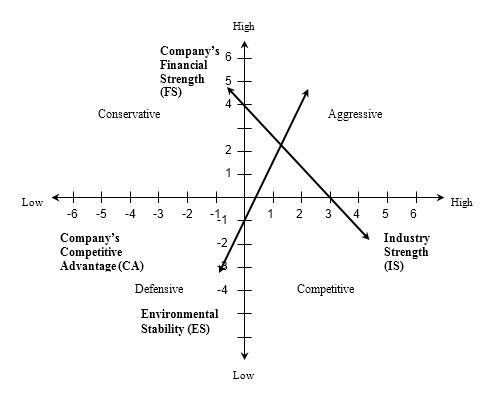 High
Company's
Financial
Strength
(FS)
6
5
4
2
1
Conservative
Aggressive
Low
High
-6 -5 -4 -3 -2 -1 1 2 3 4 5 6
-1
-2
-3
-4
Company's
Competitive
Advantage (CA)
Industry
Strength
(IS)
Defensive
Competitive
Environmental
Stability (ES)
Low